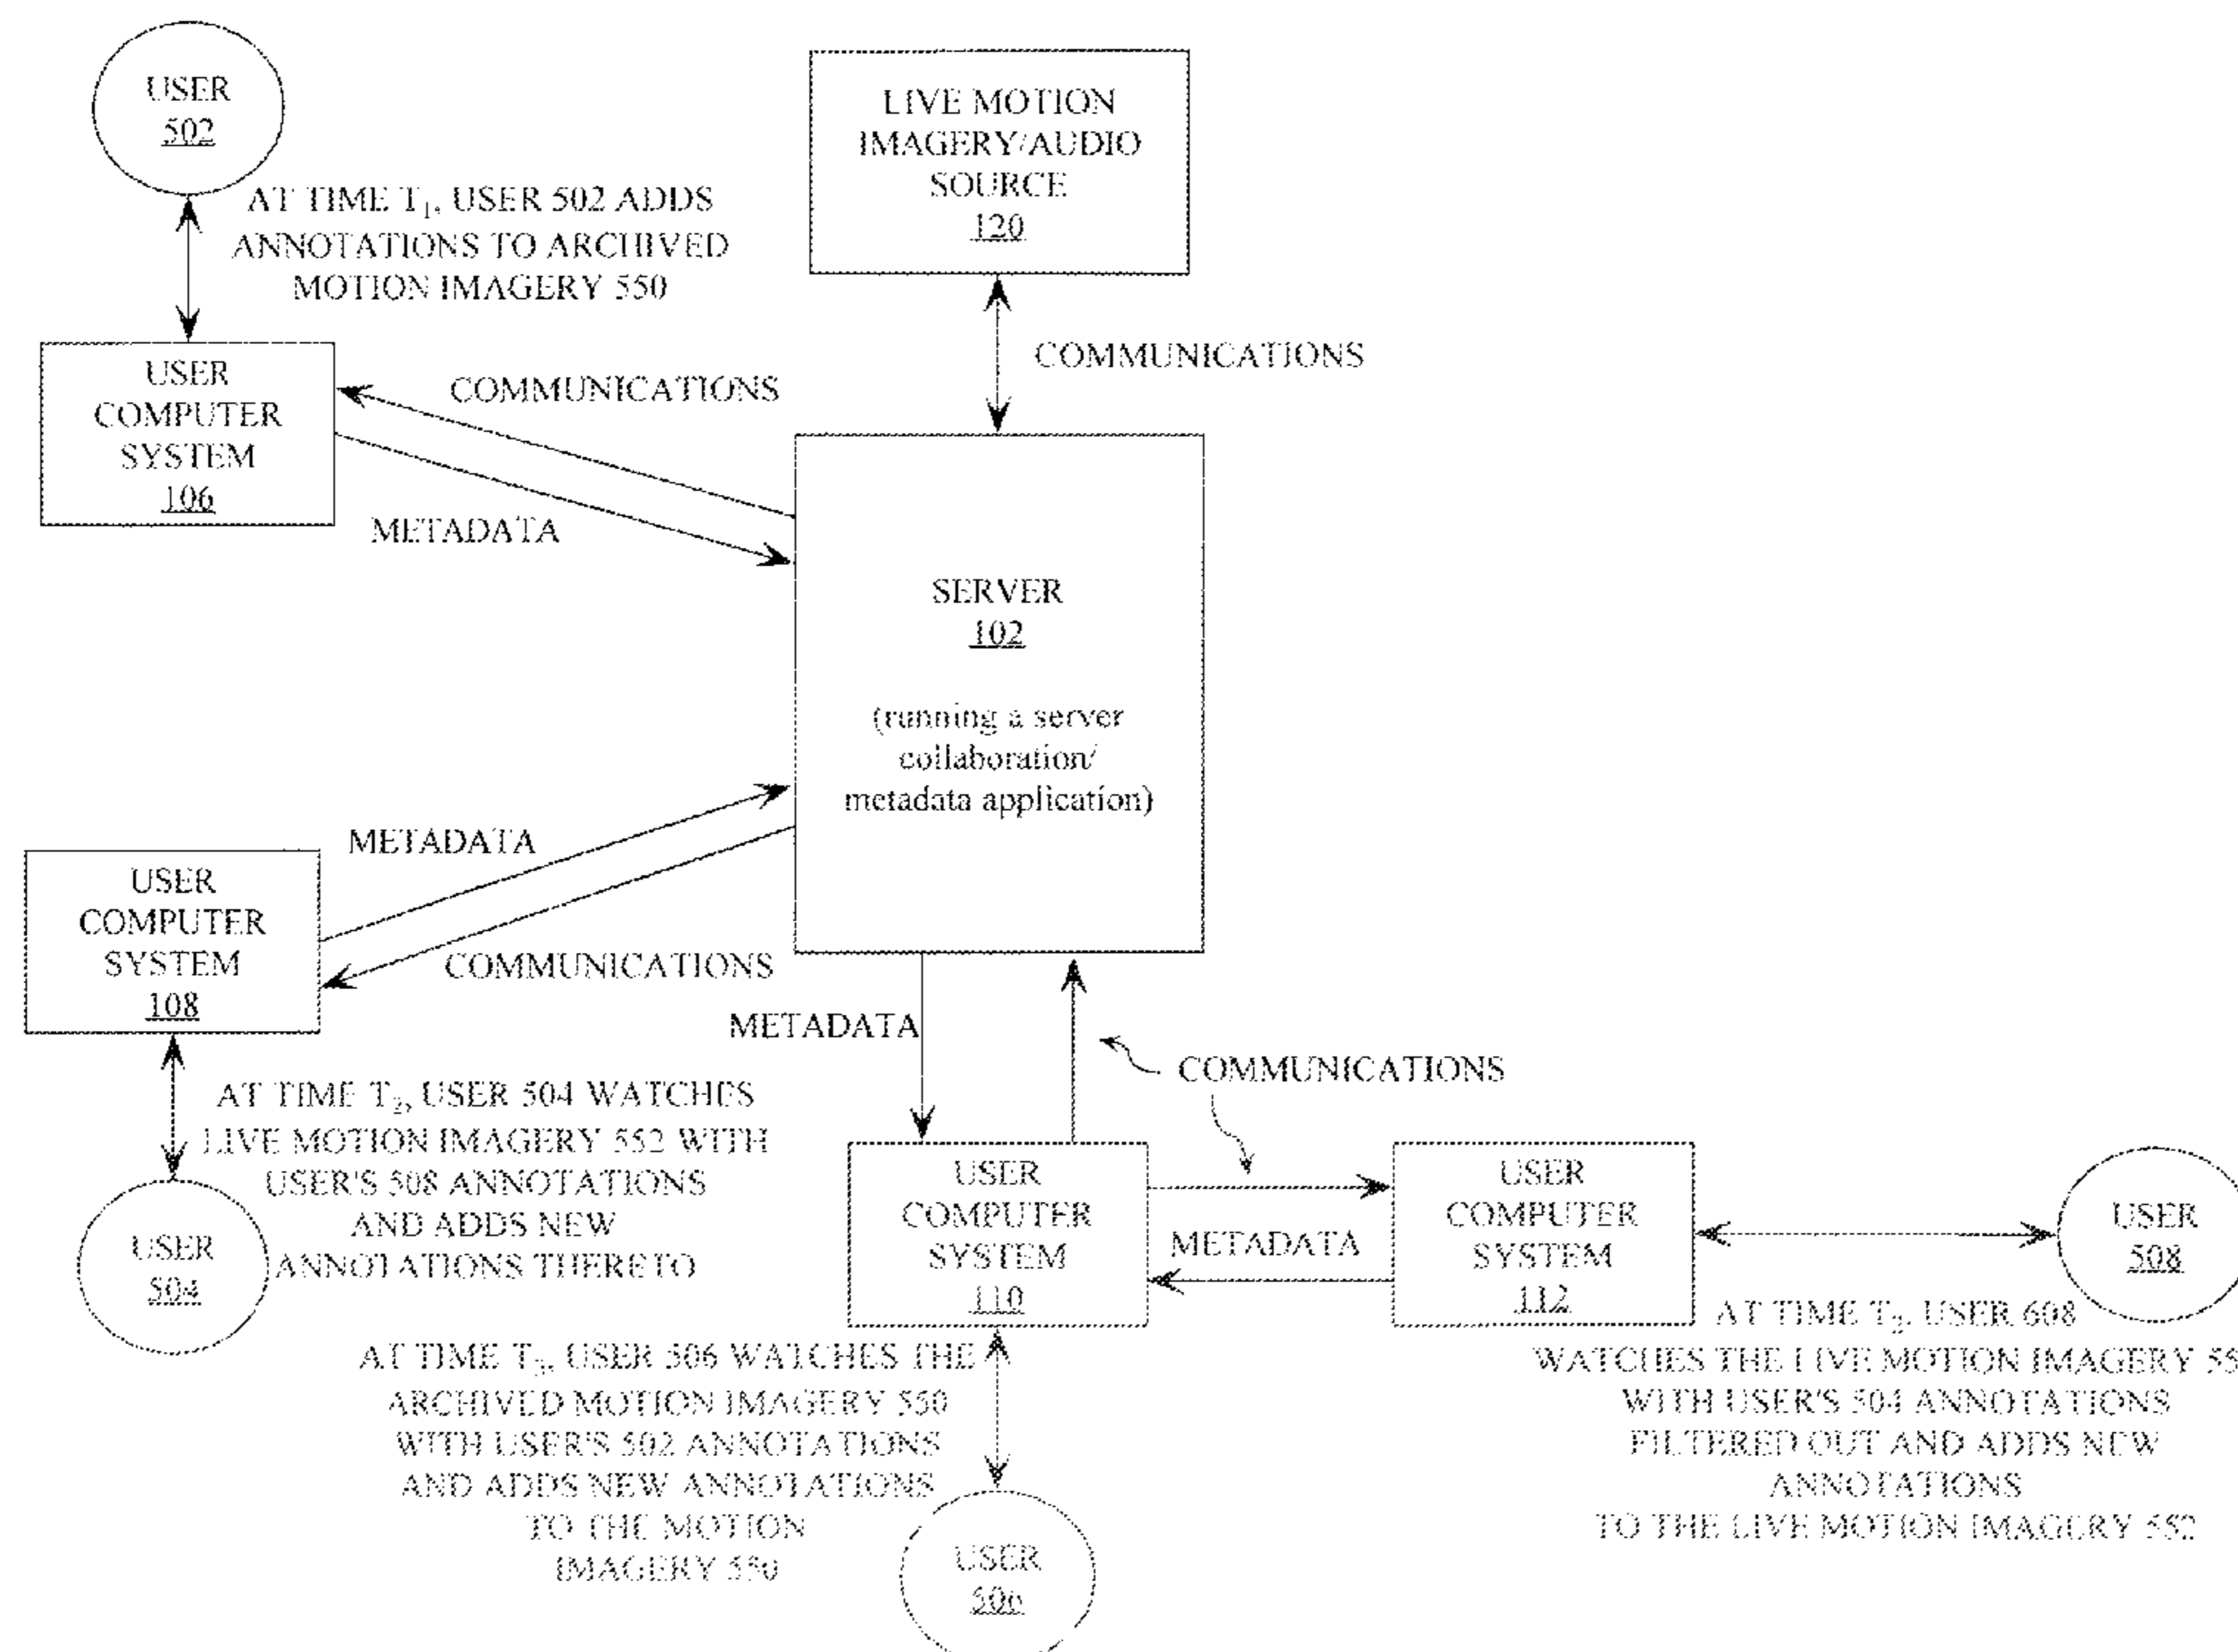 USER
502
AT TIME T1, USER 502 ADDS
ANNOTATIONS TO ARCHIVED
MOTION IMAGERY 550
LIVE MOTION
IMAGERY/AUDIO
SOURCE
120
COMMUNICATIONS
USER
COMPUTER
SYSTEM
106
COMMUNICATIONS
METADATA
SERVER
102
(running a server
collaboration/
metadata application)
METADATA
USER
COMPUTER
SYSTEM
108
COMMUNICATIONS
METADATA
COMMUNICATIONS
AT TIME T2, USER 504 WATCHES
LIVE MOTION IMAGERY 552 WITH
USER'S 508 ANNOTATIONS
AND ADDS NEW
ANNOTATIONS THERETO
USER
504
USER
COMPUTER
SYSTEM
110
METADATA
USER
COMPUTER
SYSTEM
112
USER
508
AT TIME T3, USER 506 WATCHES THE
ARCHIVED MOTION IMAGERY 550
WITH USER'S 502 ANNOTATIONS
AND ADDS NEW ANNOTATIONS
TO THE MOTION
IMAGERY 550
USER
506
AT TIME T2, USER 608
WATCHES THE LIVE MOTION IMAGERY
WITH USER'S 504 ANNOTATIONS
FILTERED OUT AND ADDS NEW
ANNOTATIONS
TO THE LIVE MOTION IMAGERY 552